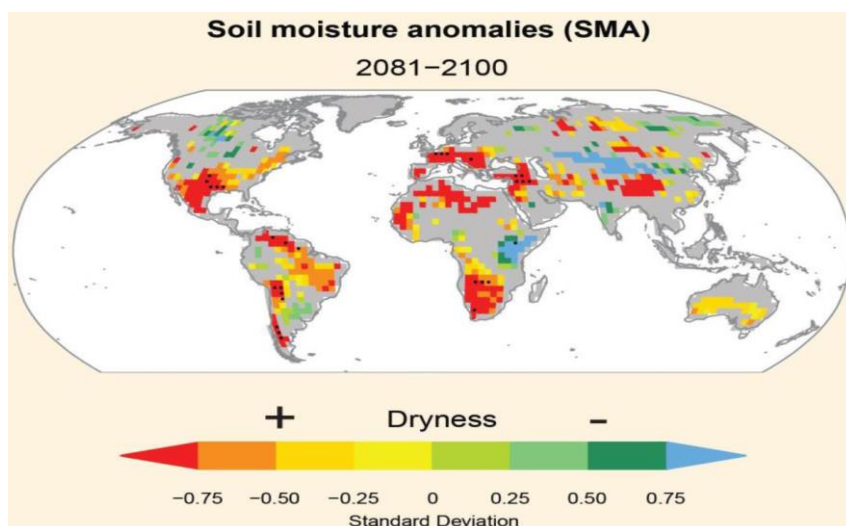 Soil moisture anomalies (SMA)
2081–2100
+ Dryness -
−0.75 −0.50 −0.25 0 0.25 0.50 0.75
Standard Deviation